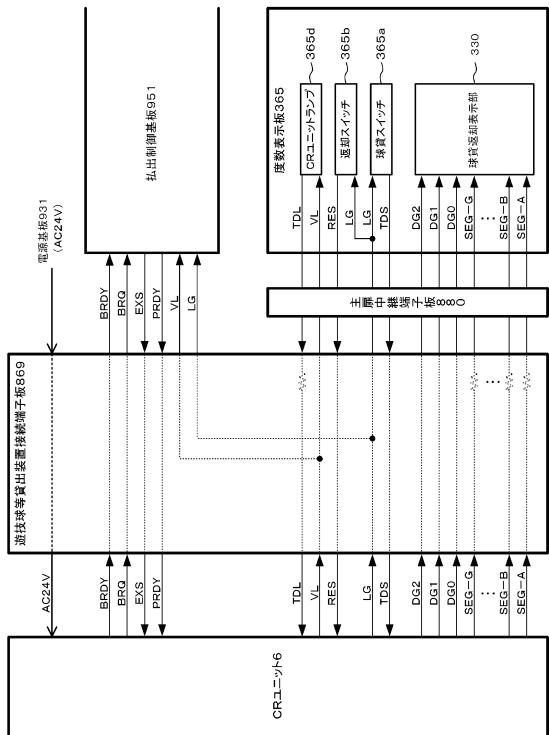 電源基板931
(AC24V)
払出制御基板951
BRDY
BRQ
EXS
PRDY
VL
LG
度数表示板365
CRユニットランプ
365d
返却スイッチ
365b
球貸スイッチ
365a
球貸返却表示部
330
TDL
VL
RES
LG
LG
TDS
DG2
DG1
DG0
SEG-G
⋮
SEG-B
SEG-A
主扉中継端子板880
遊技球等貸出装置接続端子板869
⋮
AC24V
BRDY
BRQ
EXS
PRDY
TDL
VL
RES
LG
TDS
DG2
DG1
DG0
SEG-G
⋮
SEG-B
SEG-A
CRユニット6